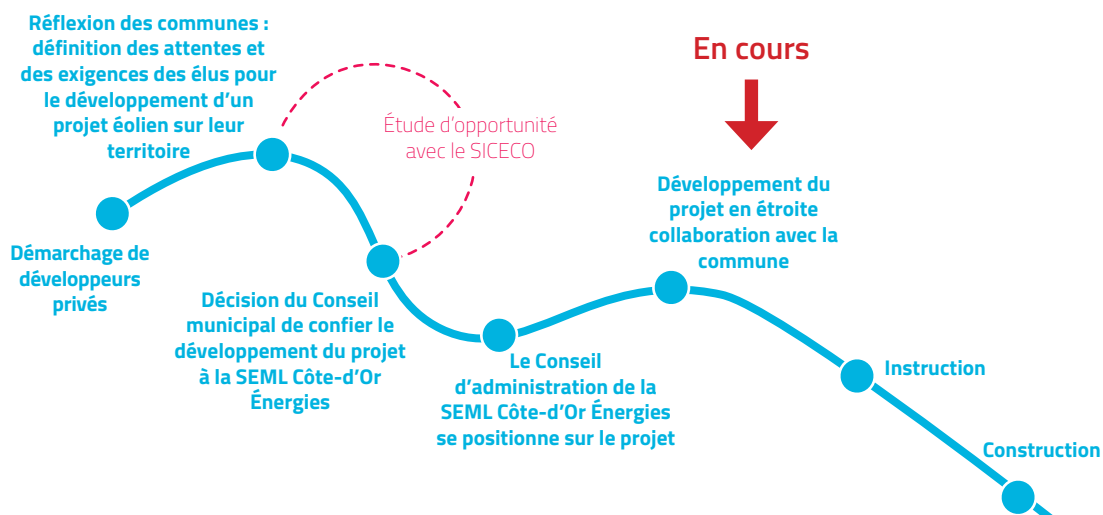 Réflexion des communes :
définition des attentes et
des exigences des élus pour
le développement d’un
projet éolien sur leur
territoire
En cours
Étude d’opportunité
avec le SICECO
Développement du
projet en étroite
collaboration avec la
commune
Démarchage de
développeurs
privés
Décision du Conseil
municipal de confier le
développement du projet
à la SEML Côte-d’Or
Énergies
Le Conseil
d’administration de la
SEML Côte-d’Or Énergies
se positionne sur le projet
Instruction
Construction